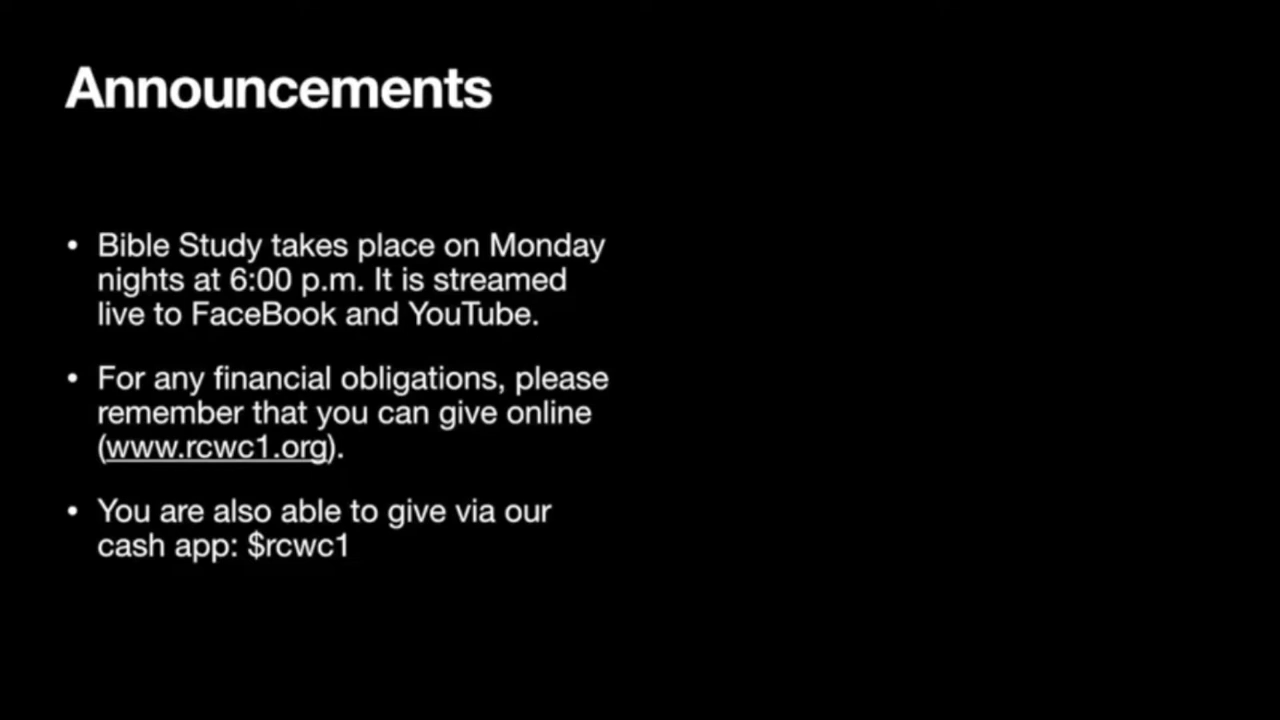 Announcements
• Bible Study takes place on Monday
nights at 6:00 p.m. It is streamed
live to FaceBook and YouTube.
• For any financial obligations, please
remember that you can give online
(www.rcwc1.org).
• You are also able to give via our
cash app: $rcwc1